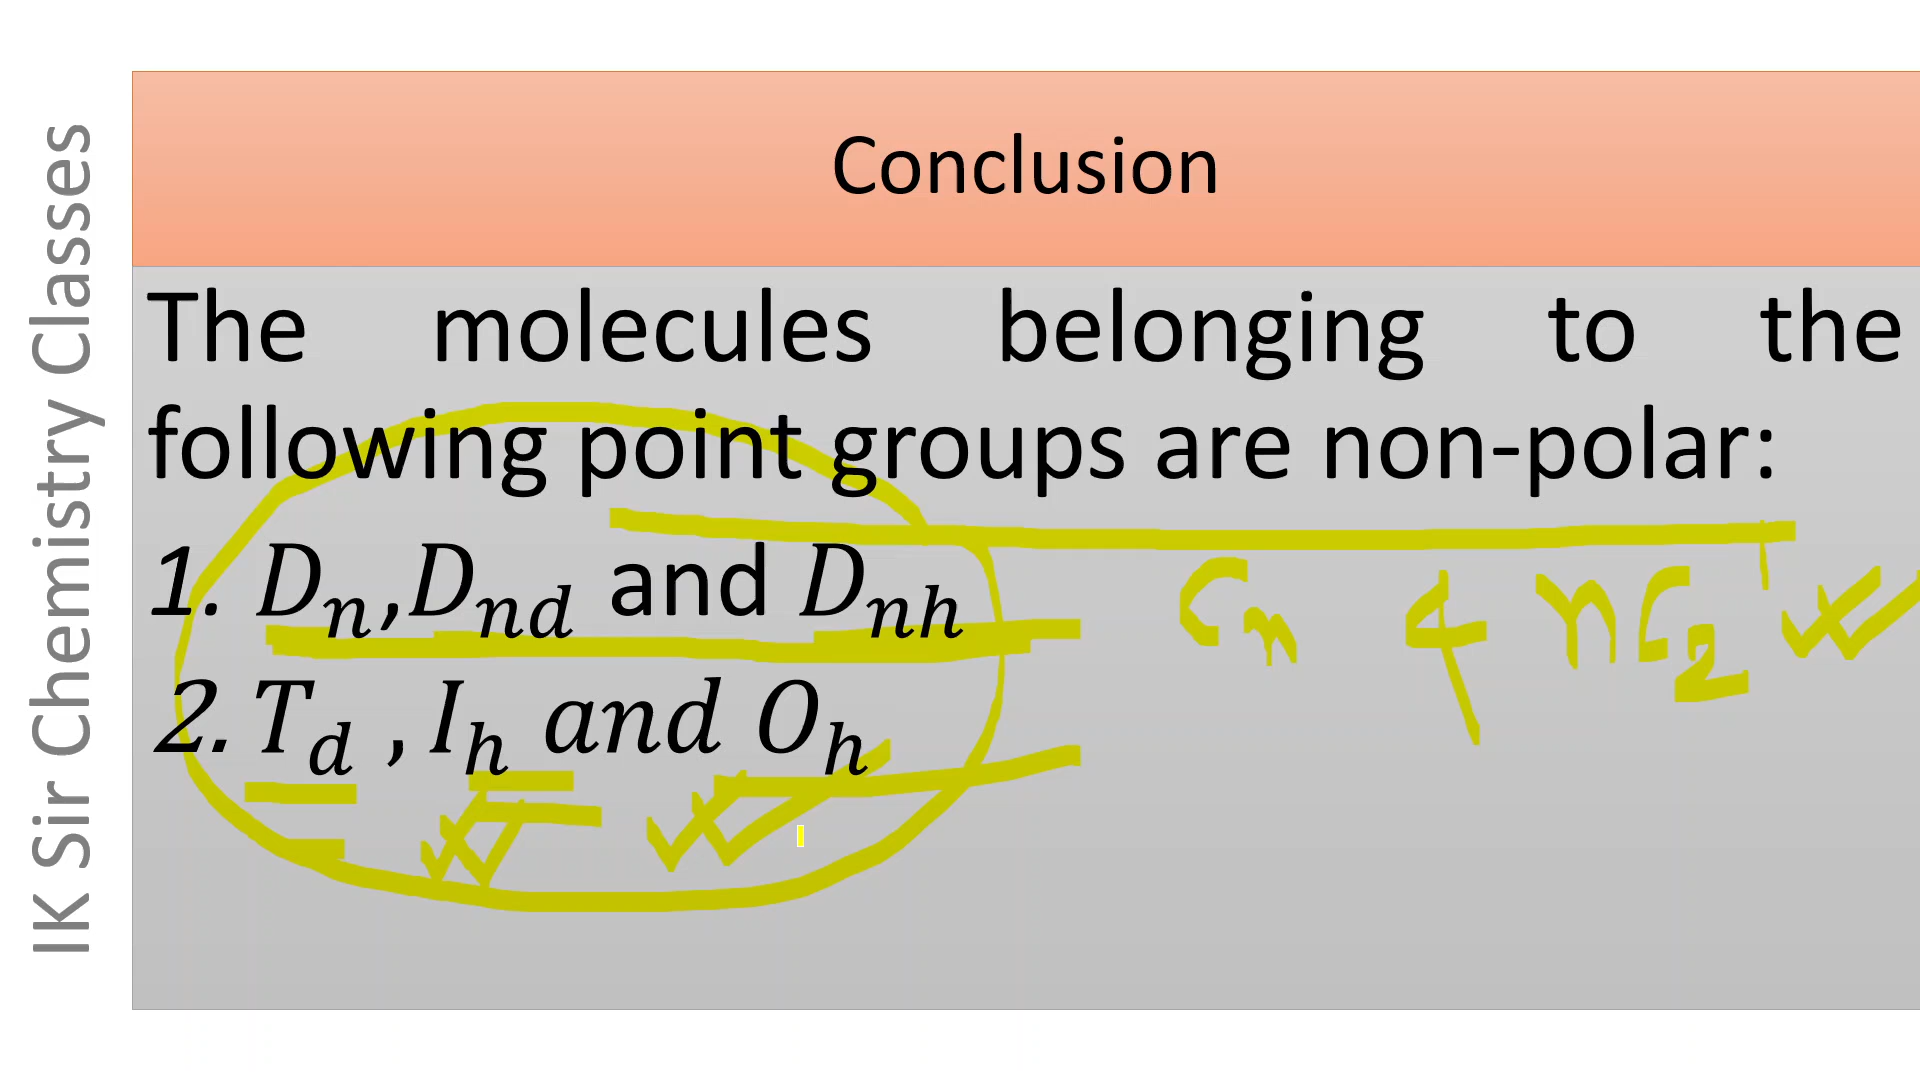 IK Sir Chemistry Classes
Conclusion
The molecules belonging to the
following point groups are non-polar:
1. Dₙ,Dₙd and Dₙₕ
Cₙ & nC₂'
2. T_d , Iₕ and Oₕ